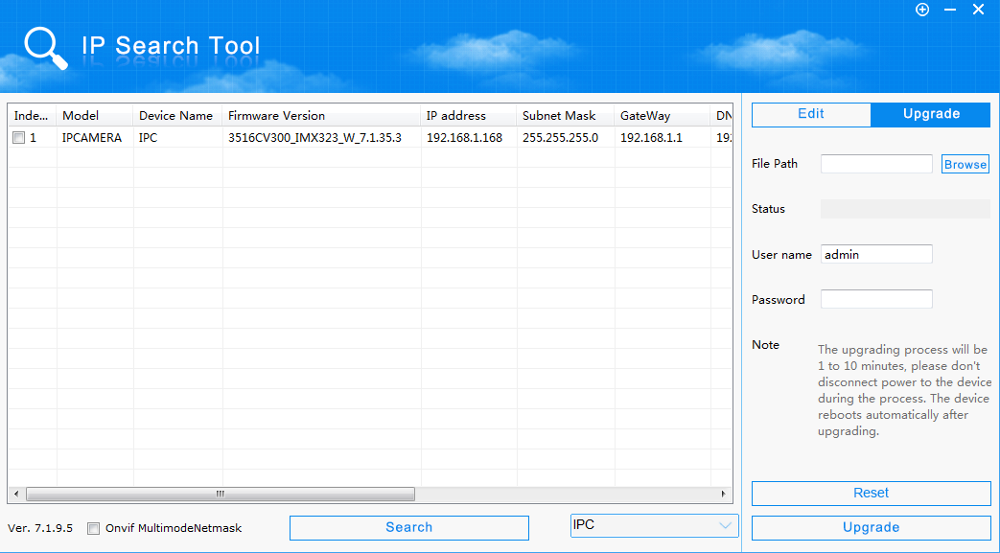 IP Search Tool
Inde... Model Device Name Firmware Version IP address Subnet Mask GateWay DN
1 IPCAMERA IPC 3516CV300_IMX323_W_7.1.35.3 192.168.1.168 255.255.255.0 192.168.1.1 192
Ver. 7.1.9.5 Onvif MultimodeNetmask Search IPC
Edit Upgrade
File Path Browse
Status
User name admin
Password
Note
The upgrading process will be
1 to 10 minutes, please don't
disconnect power to the device
during the process. The device
reboots automatically after
upgrading.
Reset
Upgrade